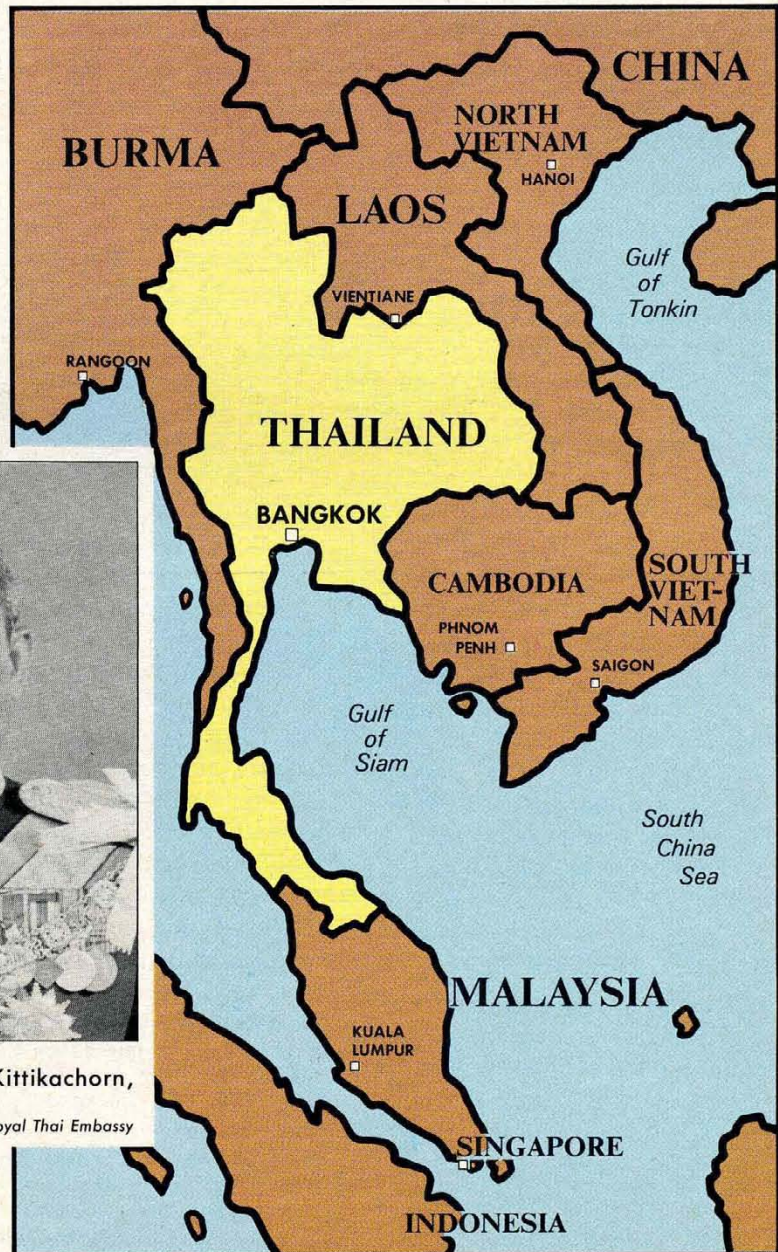 CHINA
NORTH
VIETNAM
HANOI
BURMA
LAOS
Gulf
of
Tonkin
VIENTIANE
RANGOON
THAILAND
BANGKOK
CAMBODIA
SOUTH
VIET-
NAM
PHNOM
PENH
SAIGON
Gulf
of
Siam
South
China
Sea
MALAYSIA
KUALA
LUMPUR
Kittikachorn,
oyal Thai Embassy
SINGAPORE
INDONESIA